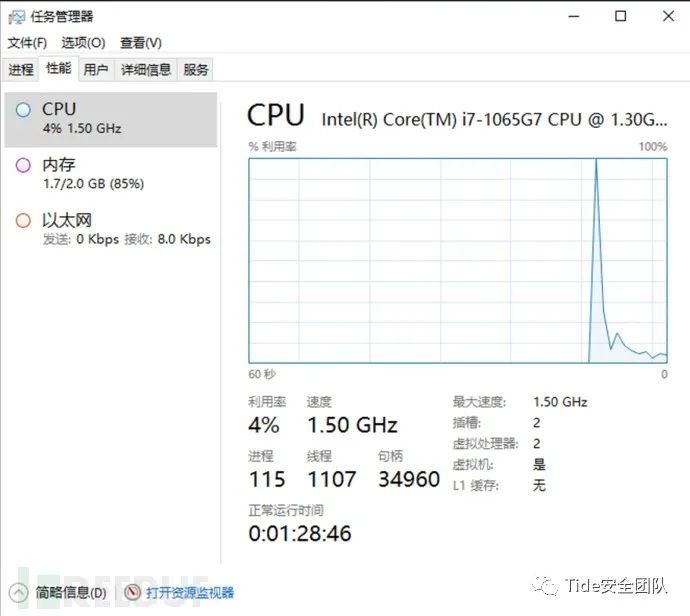 任务管理器
文件(F) 选项(O) 查看(V)
进程 性能 用户 详细信息 服务
CPU
4% 1.50 GHz
内存
1.7/2.0 GB (85%)
以太网
发送: 0 Kbps 接收: 8.0 Kbps
CPU Intel(R) Core(TM) i7-1065G7 CPU @ 1.30G...
% 利用率 100%
60 秒 0
利用率 速度
4% 1.50 GHz
进程 线程 句柄
115 1107 34960
正常运行时间
0:01:28:46
最大速度: 1.50 GHz
插槽: 2
虚拟处理器: 2
虚拟机: 是
L1 缓存: 无
简略信息(D) 打开资源监视器
REEBUF
Tide安全团队